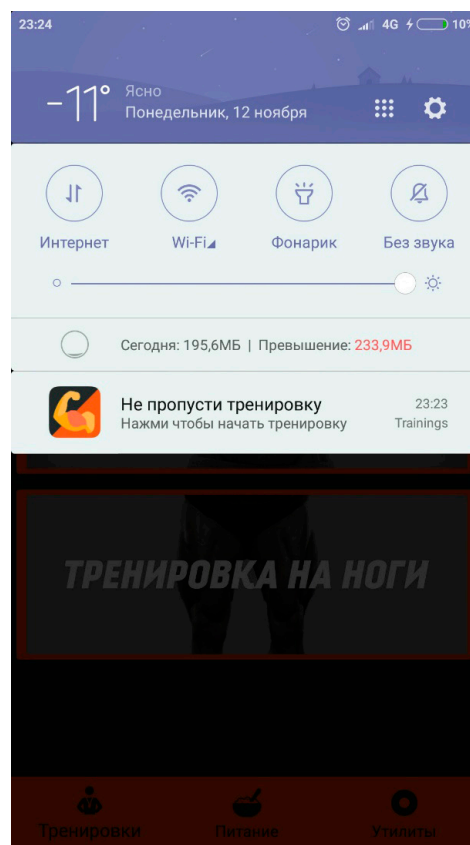 23:24 4G 10%
-11° Ясно
Понедельник, 12 ноября
Интернет Wi-Fi Фонарик Без звука
Сегодня: 195,6МБ | Превышение: 233,9МБ
Не пропусти тренировку 23:23
Нажми чтобы начать тренировку Trainings
ТРЕНИРОВКА НА НОГИ
Тренировки Питание Утилиты